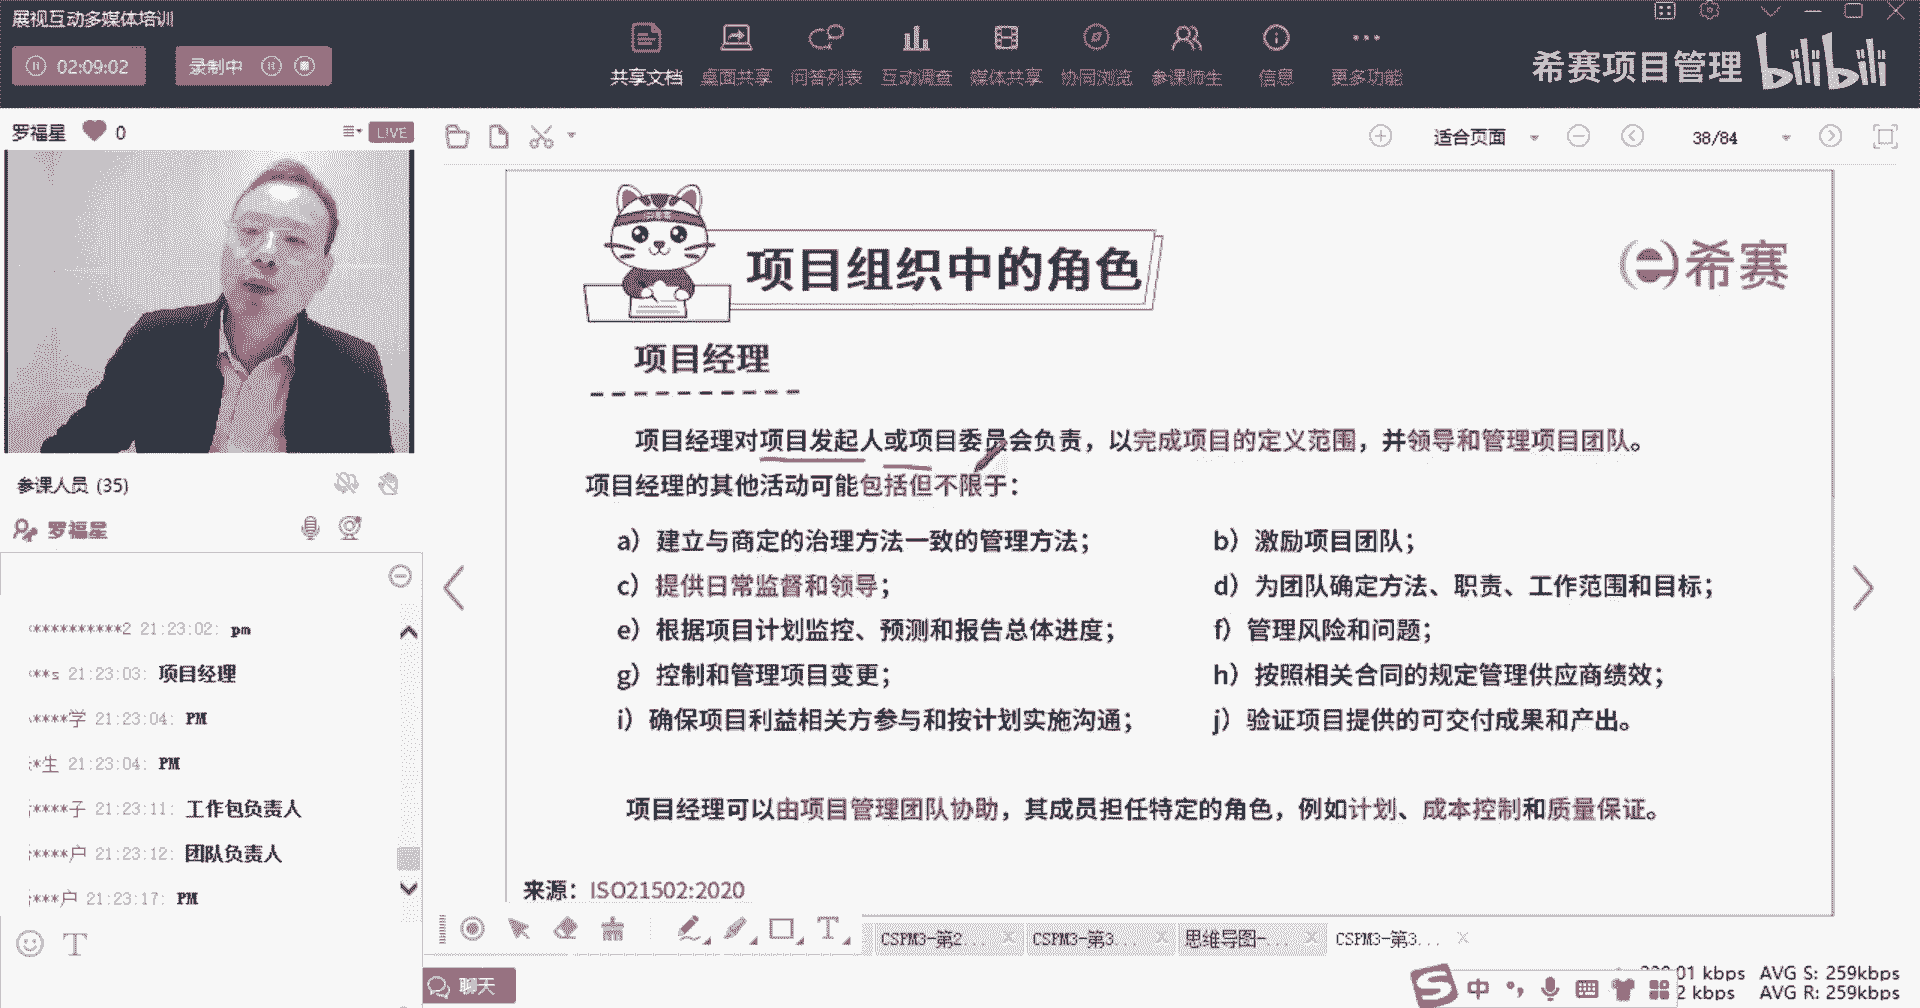 展视互动多媒体培训
02:09:02
录制中
共享文档 桌面共享 问答列表 互动调查 媒体共享 协同浏览 参课师生 信息 更多功能
希赛项目管理 bilibili
罗福星 0 LIVE
适合页面 38/84
项目组织中的角色
希赛
项目经理
项目经理对项目发起人或项目委员会负责，以完成项目的定义范围，并领导和管理项目团队。
项目经理的其他活动可能包括但不限于：
a）建立与商定的治理方法一致的管理方法；
b）激励项目团队；
c）提供日常监督和领导；
d）为团队确定方法、职责、工作范围和目标；
e）根据项目计划监控、预测和报告总体进度；
f）管理风险和问题；
g）控制和管理项目变更；
h）按照相关合同的规定管理供应商绩效；
i）确保项目利益相关方参与和按计划实施沟通；
j）验证项目提供的可交付成果和产出。
项目经理可以由项目管理团队协助，其成员担任特定的角色，例如计划、成本控制和质量保证。
来源：ISO21502:2020
参课人员 (35)
罗福星
**********2 21:23:02: pm
**s 21:23:03: 项目经理
****学 21:23:04: PM
*生 21:23:04: PM
****子 21:23:11: 工作包负责人
****户 21:23:12: 团队负责人
***户 21:23:17: PM
聊天
CSPM3-第2... CSPM3-第3... 思维导图-... CSPM3-第3...
中
01 kbps AVG S: 259kbps
2 kbps AVG R: 259kbps